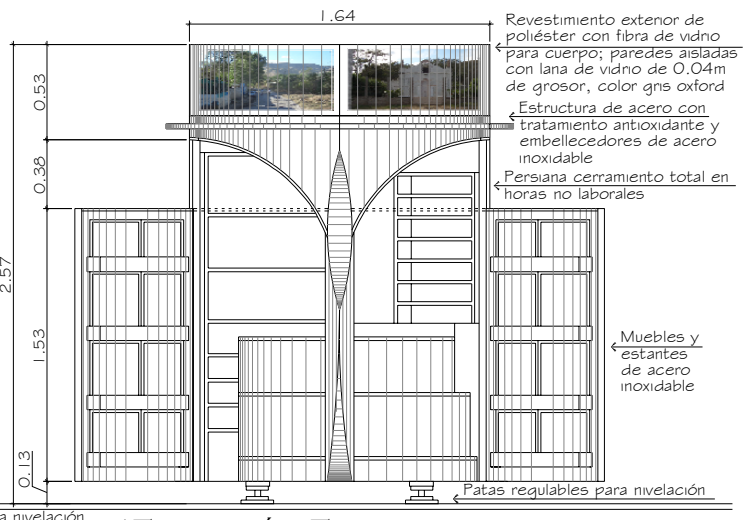 1.64
Revestimiento exterior de
poliéster con fibra de vidrio
para cuerpo; paredes aisladas
con lana de vidrio de 0.04m
de grosor, color gris oxford
Estructura de acero con
tratamiento antioxidante y
embellecedores de acero
inoxidable
Persiana cerramiento total en
horas no laborales
0.53
0.38
2.57
1.53
0.13
Muebles y
estantes
de acero
inoxidable
Patas regulables para nivelación
nivelación